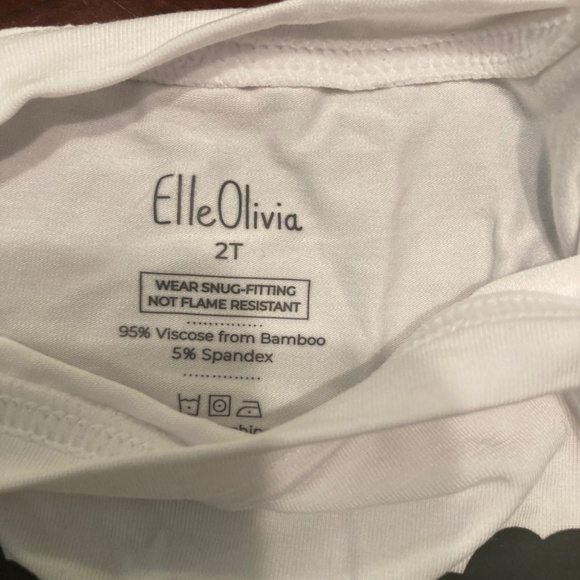 ElleOlivia
2T
WEAR SNUG-FITTING
NOT FLAME RESISTANT
95% Viscose from Bamboo
5% Spandex